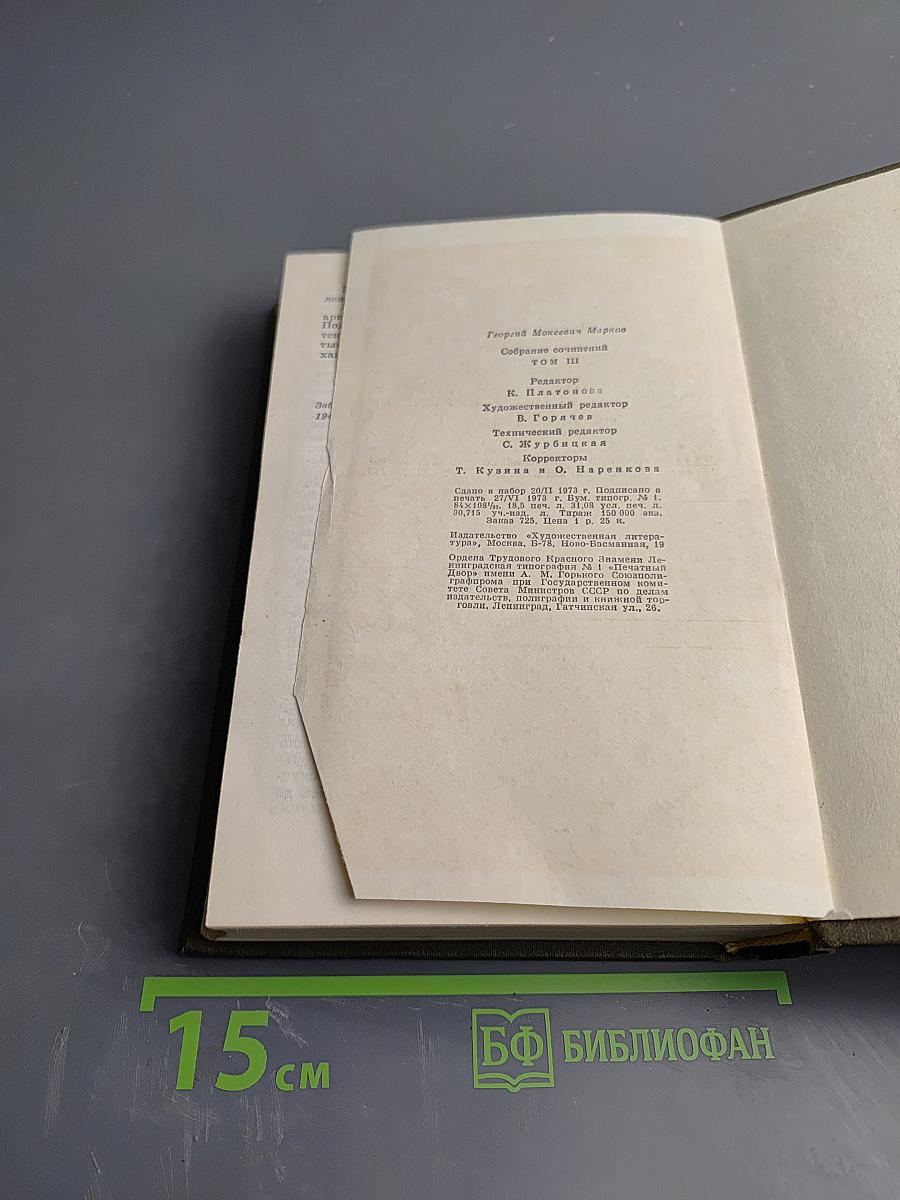 Георгий Мокеевич Марков
Собрание сочинений
ТОМ III
Редактор
К. Платонова
Художественный редактор
В. Горячев
Технический редактор
С. Журбицкая
Корректоры
Т. Кузина и О. Наренкова
Сдано в набор 20/II 1973 г. Подписано в
печать 27/VI 1973 г. Бум. типогр. № 1.
84×108¹/₃₂. 18,5 печ. л. 31,08 усл. печ. л.
30,715 уч.-изд. л. Тираж 150 000 экз.
Заказ 725. Цена 1 р. 25 к.
Издательство «Художественная литера-
тура», Москва, Б-78, Ново-Басманная, 19
Ордена Трудового Красного Знамени Ле-
нинградская типография № 1 «Печатный
Двор» имени А. М. Горького Союзполи-
графпрома при Государственном коми-
тете Совета Министров СССР по делам
издательств, полиграфии и книжной тор-
говли, Ленинград, Гатчинская ул., 26.
15 см
БФ БИБЛИОФАН